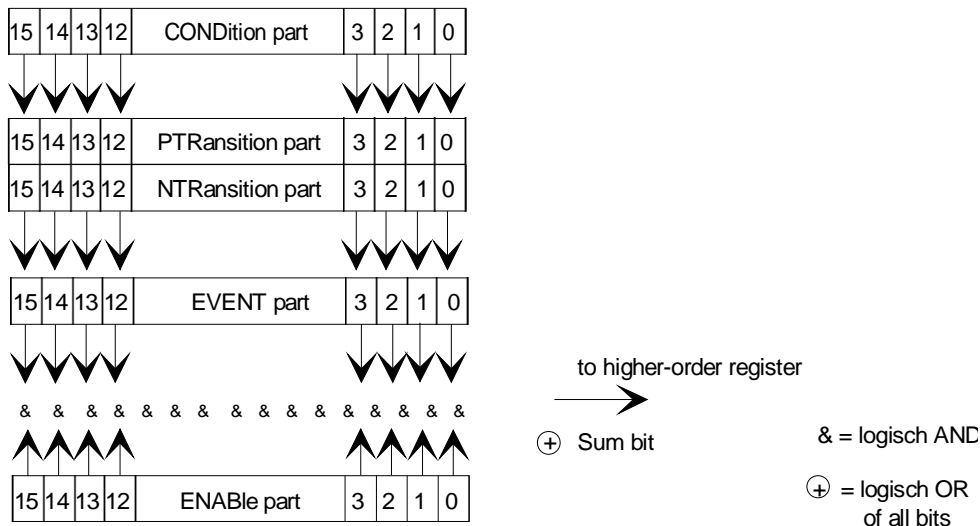 15 14 13 12 CONDition part 3 2 1 0
15 14 13 12 PTRansition part 3 2 1 0
15 14 13 12 NTRansition part 3 2 1 0
15 14 13 12 EVENT part 3 2 1 0
to higher-order register
& & & & & & & & & & & & & & & &
Sum bit
& = logisch AND
15 14 13 12 ENABle part 3 2 1 0
+ = logisch OR
of all bits